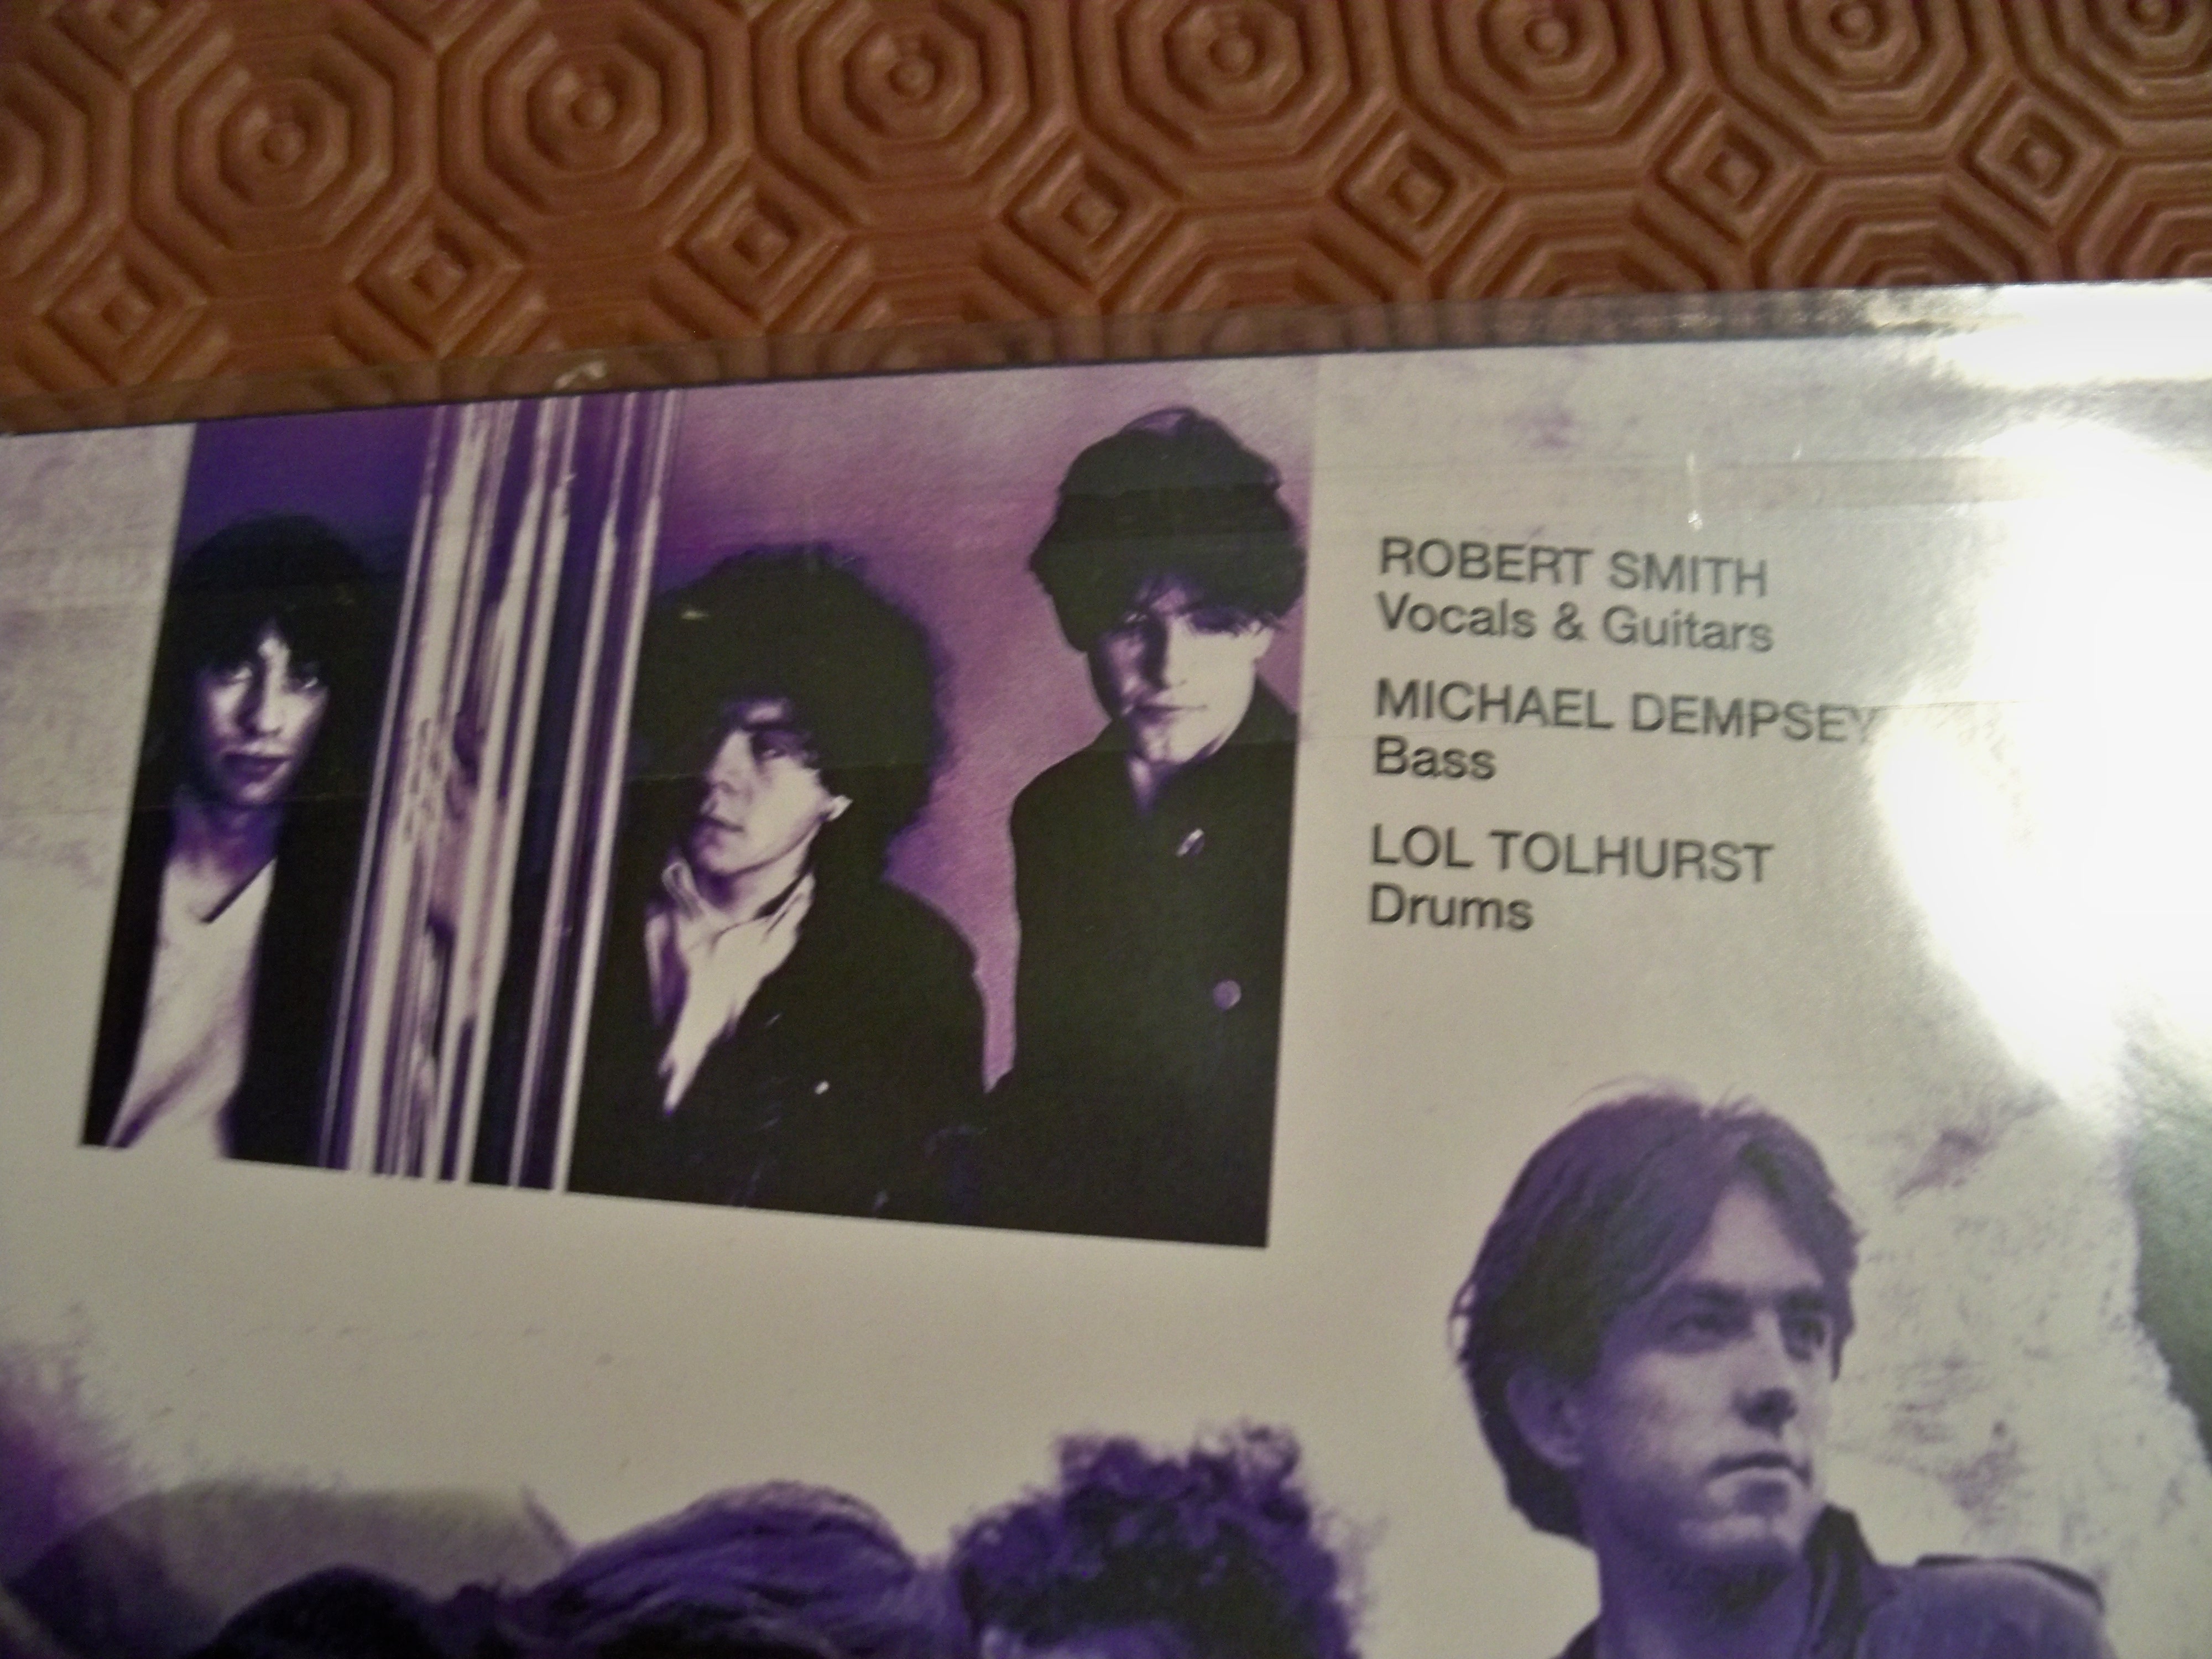 ROBERT SMITH
Vocals & Guitars
MICHAEL DEMPSEY
Bass
LOL TOLHURST
Drums